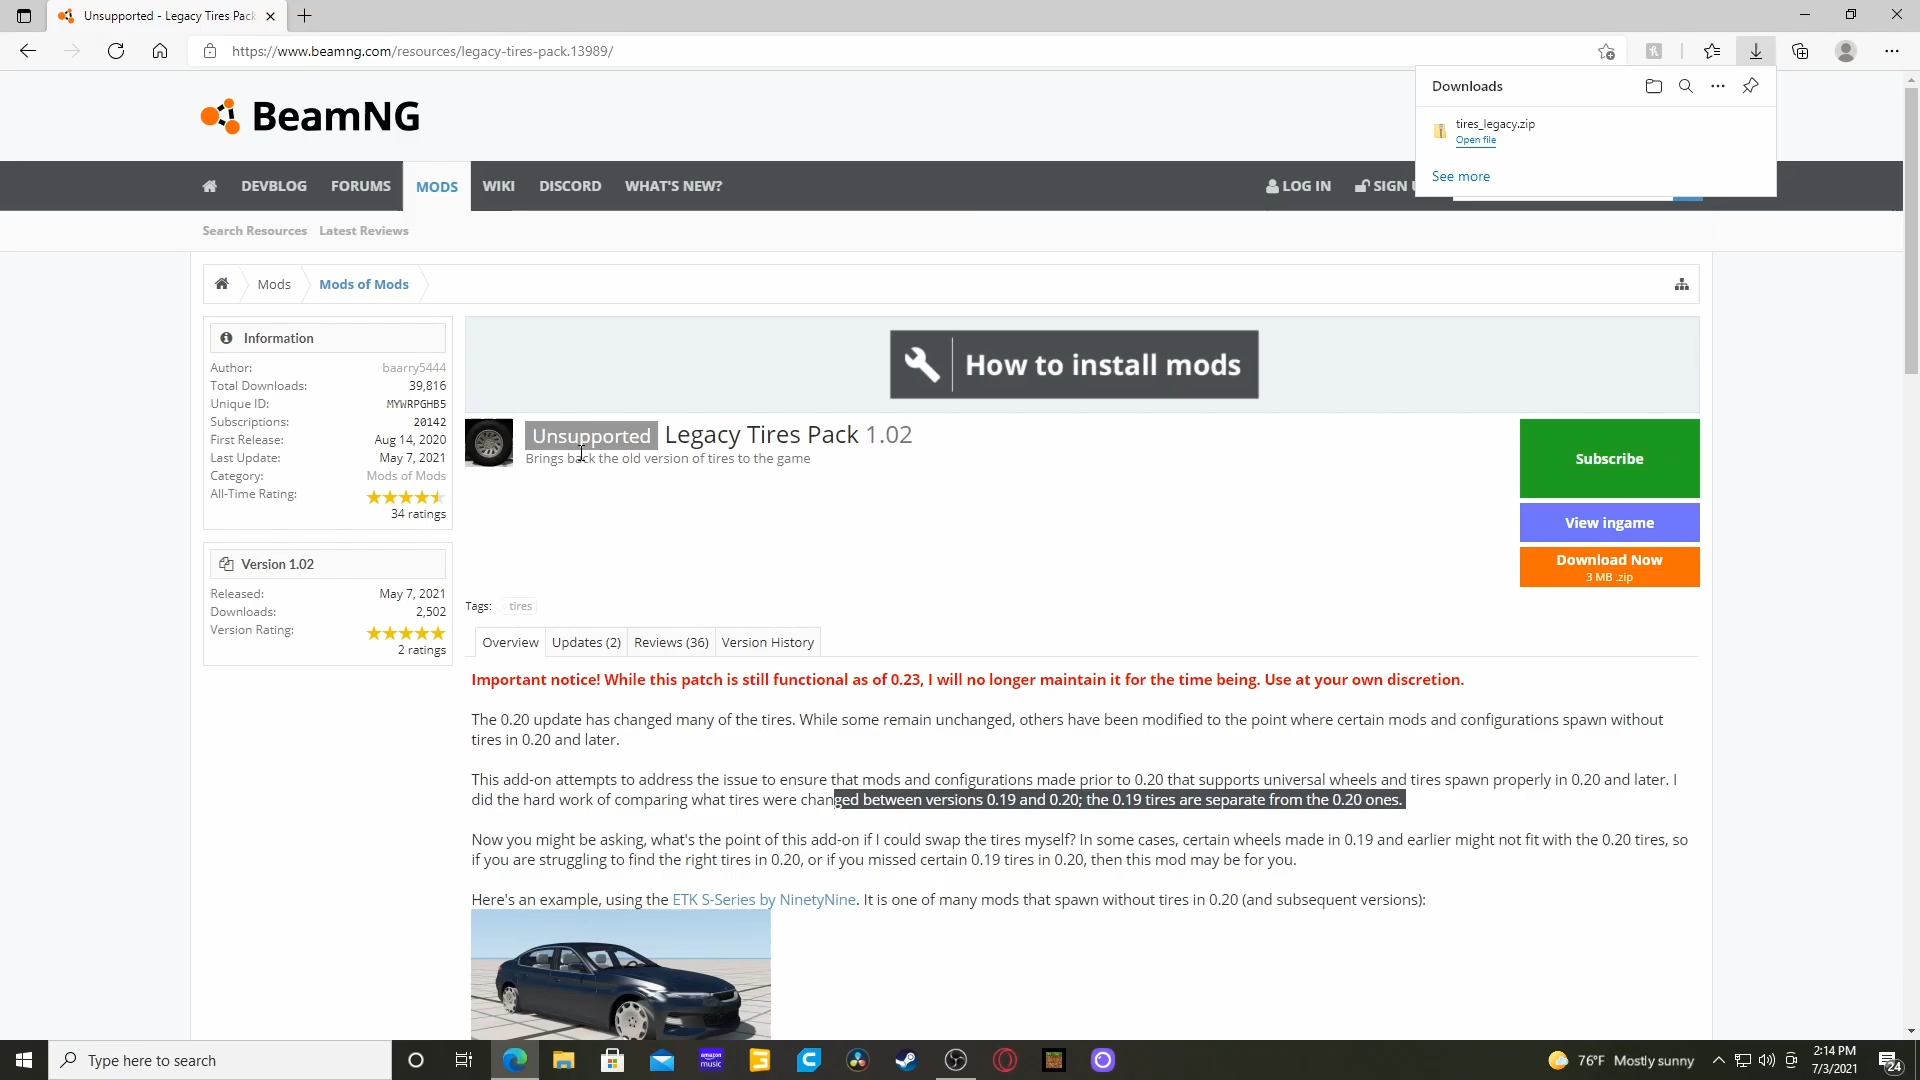 Unsupported - Legacy Tires Pack
https://www.beamng.com/resources/legacy-tires-pack.13989/
Downloads
tires_legacy.zip
Open file
See more
BeamNG
DEVBLOG FORUMS MODS WIKI DISCORD WHAT'S NEW? LOG IN SIGN U
Search Resources Latest Reviews
Mods Mods of Mods
Information
Author: baarry5444
Total Downloads: 39,816
Unique ID: MYWRPGHB5
Subscriptions: 20142
First Release: Aug 14, 2020
Last Update: May 7, 2021
Category: Mods of Mods
All-Time Rating:
34 ratings
Version 1.02
Released: May 7, 2021
Downloads: 2,502
Version Rating:
2 ratings
How to install mods
Unsupported Legacy Tires Pack 1.02
Brings back the old version of tires to the game
Subscribe
View ingame
Download Now
3 MB .zip
Tags: tires
Overview Updates (2) Reviews (36) Version History
Important notice! While this patch is still functional as of 0.23, I will no longer maintain it for the time being. Use at your own discretion.
The 0.20 update has changed many of the tires. While some remain unchanged, others have been modified to the point where certain mods and configurations spawn without
tires in 0.20 and later.
This add-on attempts to address the issue to ensure that mods and configurations made prior to 0.20 that supports universal wheels and tires spawn properly in 0.20 and later. I
did the hard work of comparing what tires were changed between versions 0.19 and 0.20; the 0.19 tires are separate from the 0.20 ones.
Now you might be asking, what's the point of this add-on if I could swap the tires myself? In some cases, certain wheels made in 0.19 and earlier might not fit with the 0.20 tires, so
if you are struggling to find the right tires in 0.20, or if you missed certain 0.19 tires in 0.20, then this mod may be for you.
Here's an example, using the ETK S-Series by NinetyNine. It is one of many mods that spawn without tires in 0.20 (and subsequent versions):
Type here to search
amazon
music
76°F Mostly sunny
2:14 PM
7/3/2021
24